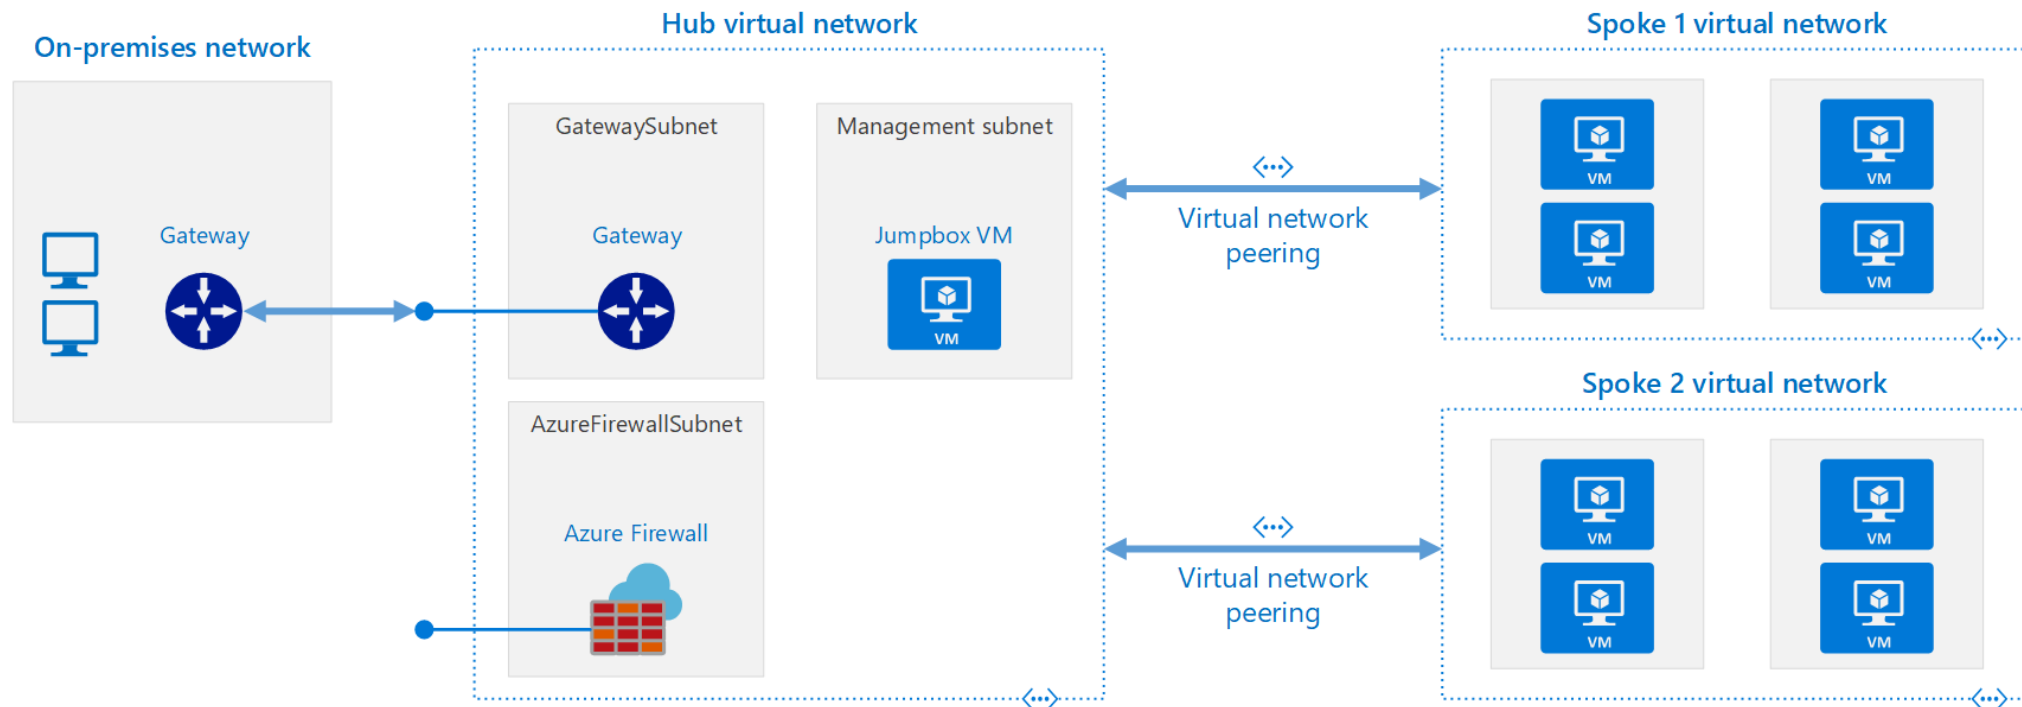 On-premises network
Gateway
Hub virtual network
GatewaySubnet
Gateway
Management subnet
Jumpbox VM
VM
AzureFirewallSubnet
Azure Firewall
Virtual network
peering
Virtual network
peering
Spoke 1 virtual network
VM
VM
VM
VM
Spoke 2 virtual network
VM
VM
VM
VM